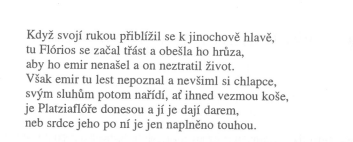 Když svojí rukou přiblížil se k jinochově hlavě,
tu Flórios se začal třást a obešla ho hrůza,
aby ho emir nenašel a on neztratil život.
Však emir tu lest nepoznal a nevšiml si chlapce,
svým sluhům potom nařídí, ať ihned vezmou koše,
je Platziaflóře donesou a jí je dají darem,
neb srdce jeho po ní je jen naplněno touhou.